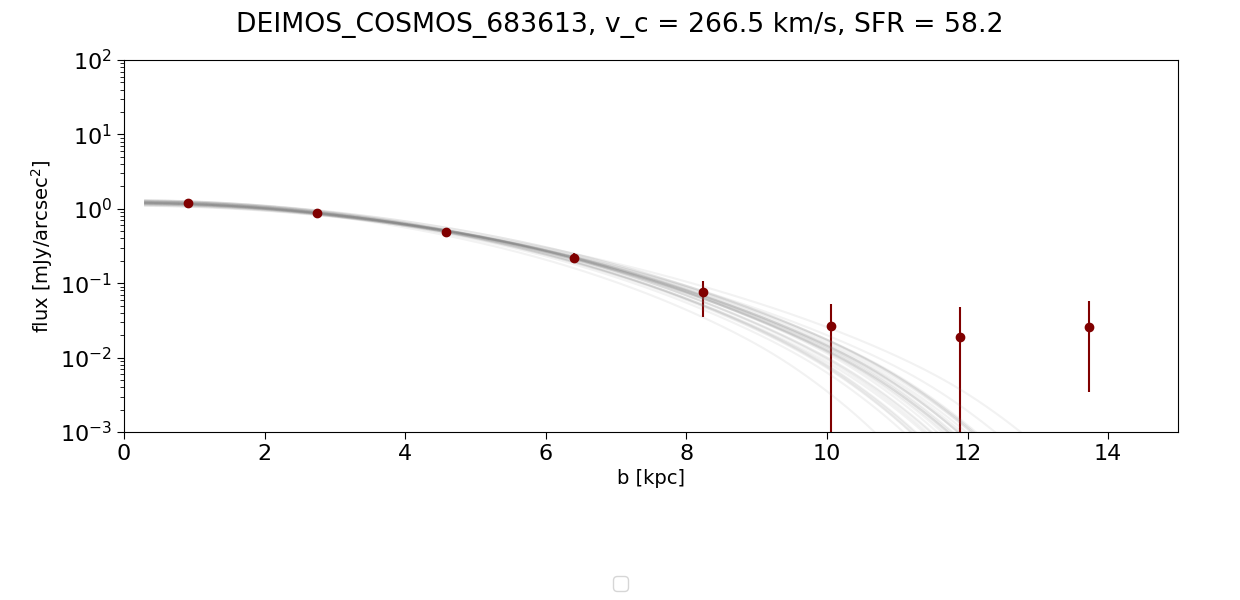 DEIMOS_COSMOS_683613, v_c = 266.5 km/s, SFR = 58.2
10²
10¹
10⁰
10⁻¹
10⁻²
10⁻³
flux [mJy/arcsec²]
0 2 4 6 8 10 12 14
b [kpc]